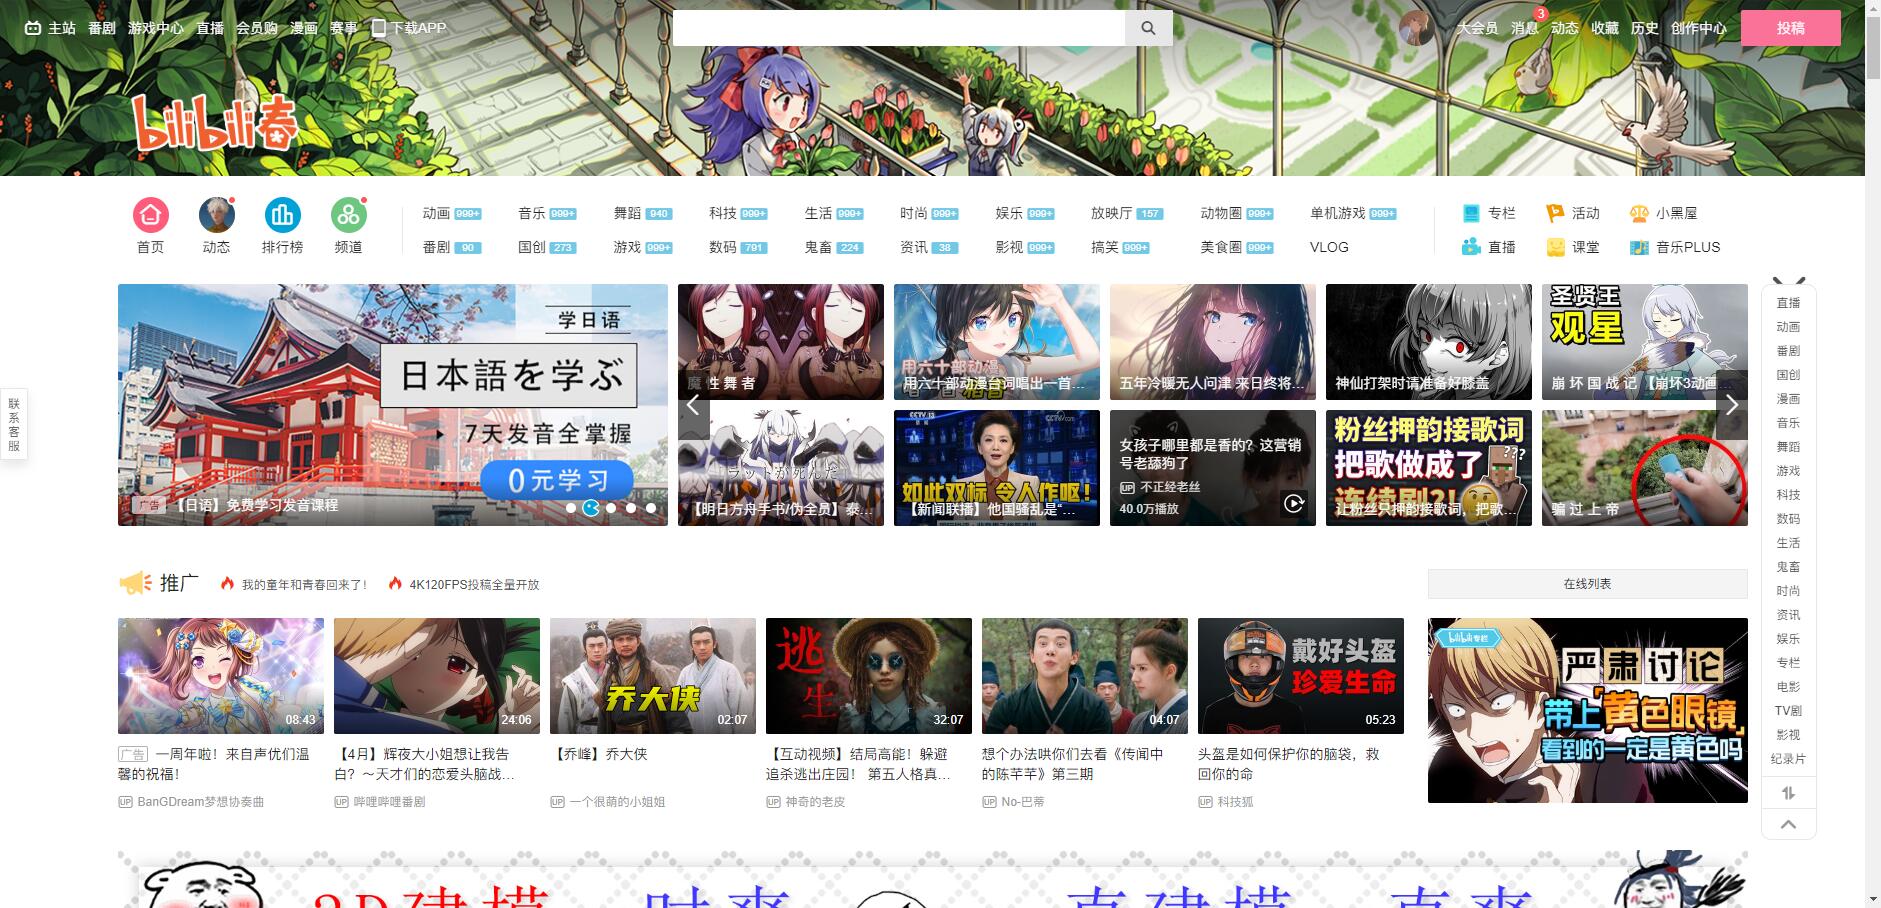 主站 番剧 游戏中心 直播 会员购 漫画 赛事 下载APP
大会员 消息 3 动态 收藏 历史 创作中心 投稿
bilibili春
首页 动态 排行榜 频道
动画 999+ 音乐 999+ 舞蹈 940 科技 999+ 生活 999+ 时尚 999+ 娱乐 999+ 放映厅 157 动物圈 999+ 单机游戏 999+
番剧 90 国创 273 游戏 999+ 数码 791 鬼畜 224 资讯 38 影视 999+ 搞笑 999+ 美食圈 999+ VLOG
专栏 活动 小黑屋
直播 课堂 音乐PLUS
学日语
日本語を学ぶ
7天发音全掌握
0元学习
广告 【日语】免费学习发音课程
魔性舞者
用六十部动漫
用六十部动漫台词唱出一首...
五年冷暖无人问津 来日终将...
神仙打架时请准备好膝盖
圣贤王
观星
崩坏国战记 【崩坏3动画...
ラットが死んだ
【明日方舟手书/伪全员】泰...
CCTV-13
如此双标 令人作呕!
【新闻联播】他国骚乱是“...
女孩子哪里都是香的？这营销
号老舔狗了
UP 不正经老丝
40.0万播放
粉丝押韵接歌词
把歌做成了
连续剧?!
???
让粉丝只押韵接歌词，把歌...
骗过上帝
联系客服
推广 我的童年和青春回来了！ 4K120FPS投稿全量开放
在线列表
08:43
广告 一周年啦！来自声优们温
馨的祝福！
UP BanGDream梦想协奏曲
24:06
【4月】辉夜大小姐想让我告
白？～天才们的恋爱头脑战...
UP 哔哩哔哩番剧
乔大侠
02:07
【乔峰】乔大侠
UP 一个很萌的小姐姐
逃生
32:07
【互动视频】结局高能！躲避
追杀逃出庄园！ 第五人格真...
UP 神奇的老皮
04:07
想个办法哄你们去看《传闻中
的陈芊芊》第三期
UP No-巴蒂
戴好头盔
珍爱生命
05:23
头盔是如何保护你的脑袋，救
回你的命
UP 科技狐
bilibili专栏
严肃讨论
带上「黄色眼镜」
看到的一定是黄色吗
直播
动画
番剧
国创
漫画
音乐
舞蹈
游戏
科技
数码
生活
鬼畜
时尚
资讯
娱乐
专栏
电影
TV剧
影视
纪录片